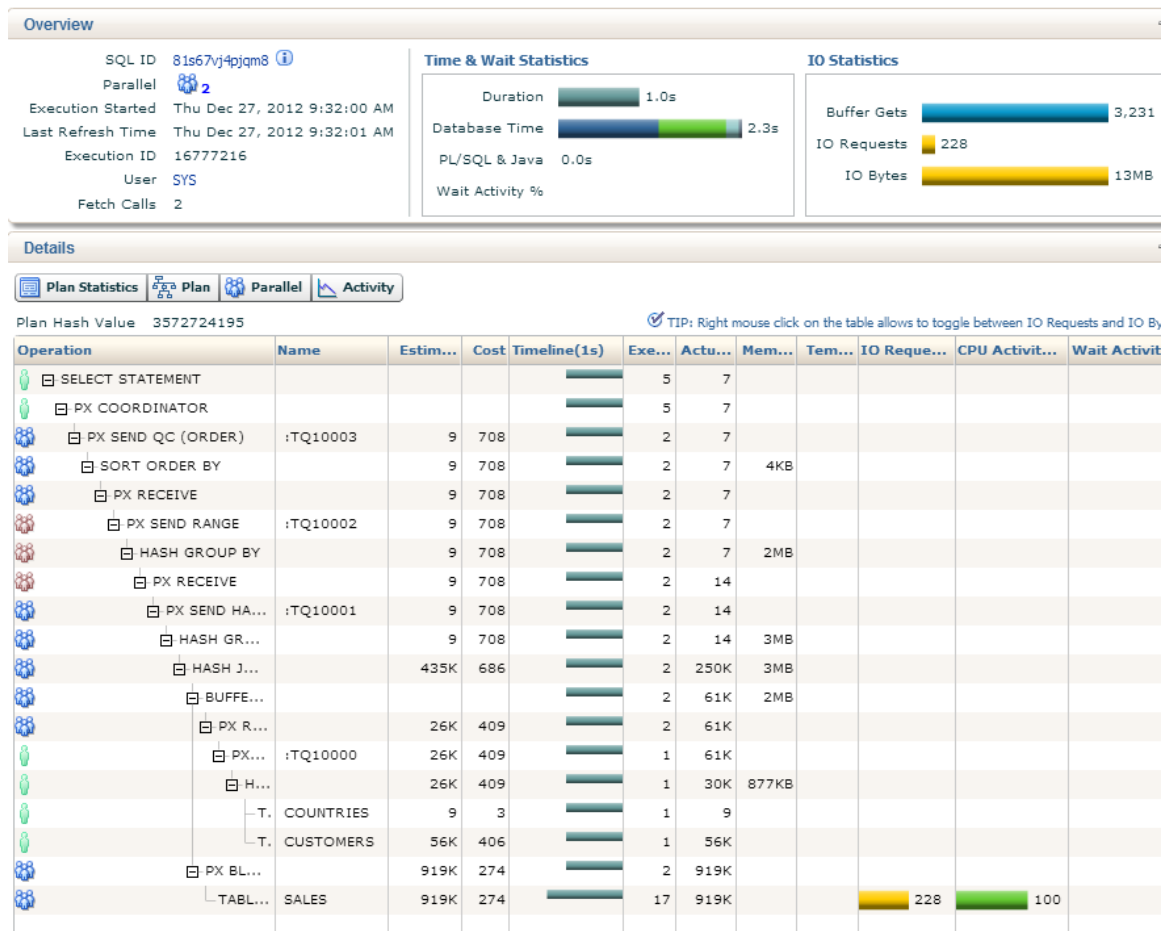 Overview
SQL ID 81s67vj4pjqm8
Parallel 2
Execution Started Thu Dec 27, 2012 9:32:00 AM
Last Refresh Time Thu Dec 27, 2012 9:32:01 AM
Execution ID 16777216
User SYS
Fetch Calls 2
Time & Wait Statistics
Duration 1.0s
Database Time 2.3s
PL/SQL & Java 0.0s
Wait Activity %
IO Statistics
Buffer Gets 3,231
IO Requests 228
IO Bytes 13MB
Details
Plan Statistics Plan Parallel Activity
Plan Hash Value 3572724195
TIP: Right mouse click on the table allows to toggle between IO Requests and IO By
Operation Name Estim... Cost Timeline(1s) Exe... Actu... Mem... Tem... IO Reque... CPU Activit... Wait Activit
SELECT STATEMENT 5 7
PX COORDINATOR 5 7
PX SEND QC (ORDER) :TQ10003 9 708 2 7
SORT ORDER BY 9 708 2 7 4KB
PX RECEIVE 9 708 2 7
PX SEND RANGE :TQ10002 9 708 2 7
HASH GROUP BY 9 708 2 7 2MB
PX RECEIVE 9 708 2 14
PX SEND HA... :TQ10001 9 708 2 14
HASH GR... 9 708 2 14 3MB
HASH J... 435K 686 2 250K 3MB
BUFFE... 2 61K 2MB
PX R... 26K 409 2 61K
PX... :TQ10000 26K 409 1 61K
H... 26K 409 1 30K 877KB
T. COUNTRIES 9 3 1 9
T. CUSTOMERS 56K 406 1 56K
PX BL... 919K 274 2 919K
TABL... SALES 919K 274 17 919K 228 100